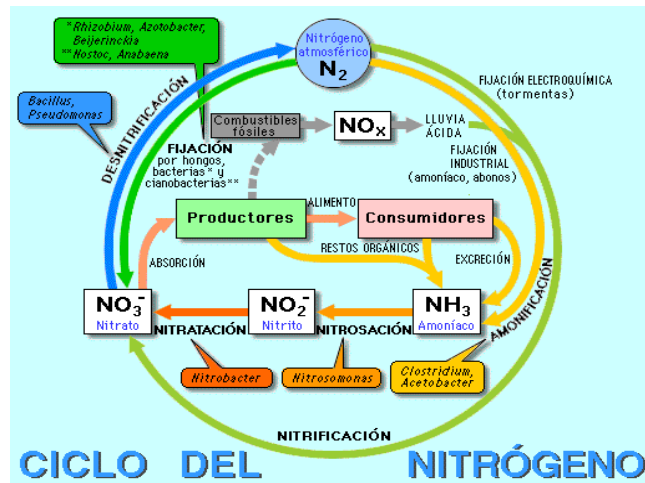 * Rhizobium, Azotobacter,
Beijerinckia
** Nostoc, Anabaena
Nitrógeno
atmosférico
N2
FIJACIÓN ELECTROQUÍMICA
(tormentas)
Bacillus,
Pseudomonas
DESNITRIFICACIÓN
Combustibles
fósiles
NOx
LLUVIA
ÁCIDA
FIJACIÓN
por hongos,
bacterias* y
cianobacterias**
FIJACIÓN
INDUSTRIAL
(amoníaco, abonos)
Productores
ALIMENTO
Consumidores
RESTOS ORGÁNICOS
ABSORCIÓN
EXCRECIÓN
AMONIFICACIÓN
NO3-
Nitrato
NITRATACIÓN
NO2-
Nitrito
NITROSACIÓN
NH3
Amoníaco
Nitrobacter
Nitrosomonas
Clostridium,
Acetobacter
NITRIFICACIÓN
CICLO DEL NITRÓGENO